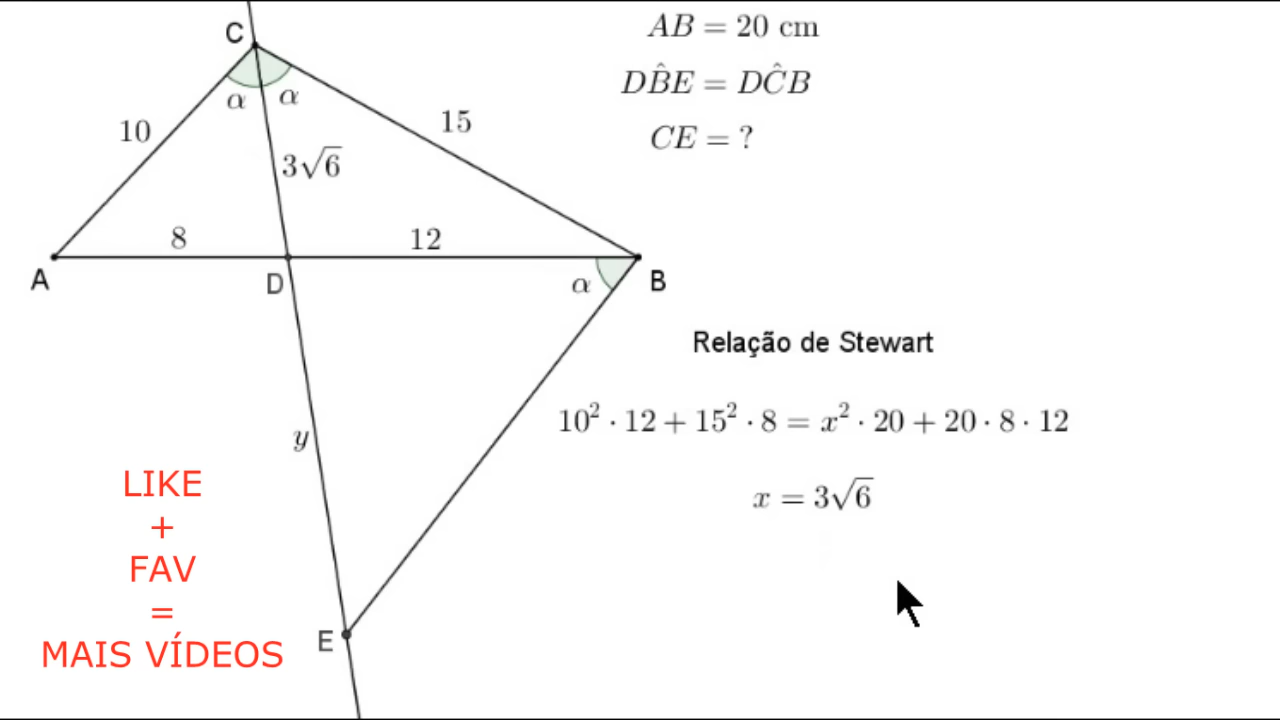 AB = 20 cm
DB̂E = DĈB
CE = ?
C
α α
10
15
3√6
8
12
A
D
α
B
Relação de Stewart
10² · 12 + 15² · 8 = x² · 20 + 20 · 8 · 12
x = 3√6
y
LIKE
+
FAV
=
MAIS VÍDEOS
E